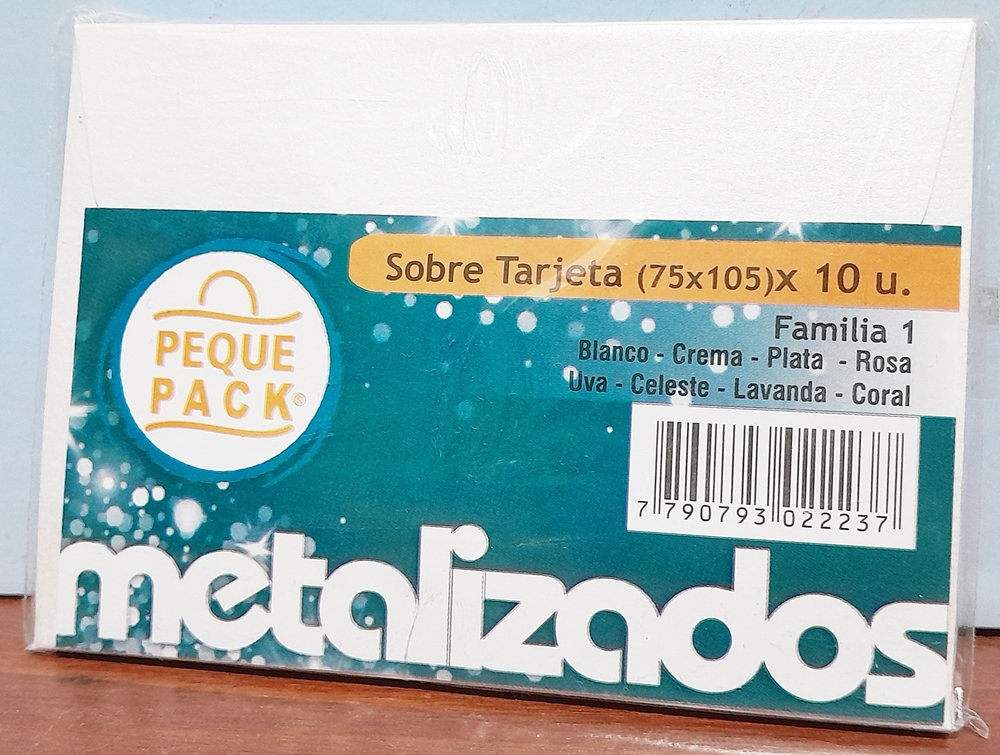 PEQUE
PACK®
Sobre Tarjeta (75x105)x 10 u.
Familia 1
Blanco - Crema - Plata - Rosa
Uva - Celeste - Lavanda - Coral
7 790793 022237
metalizados